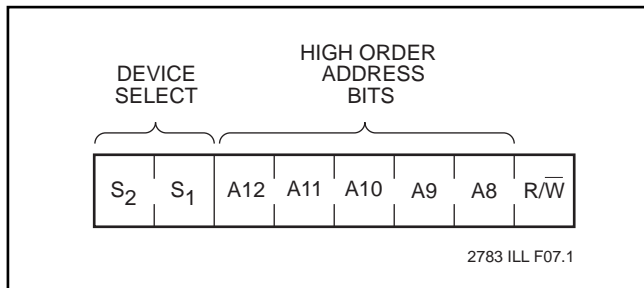 HIGH ORDER
ADDRESS
BITS
DEVICE
SELECT
S₂ S₁ A12 A11 A10 A9 A8 R/W̅
2783 ILL F07.1